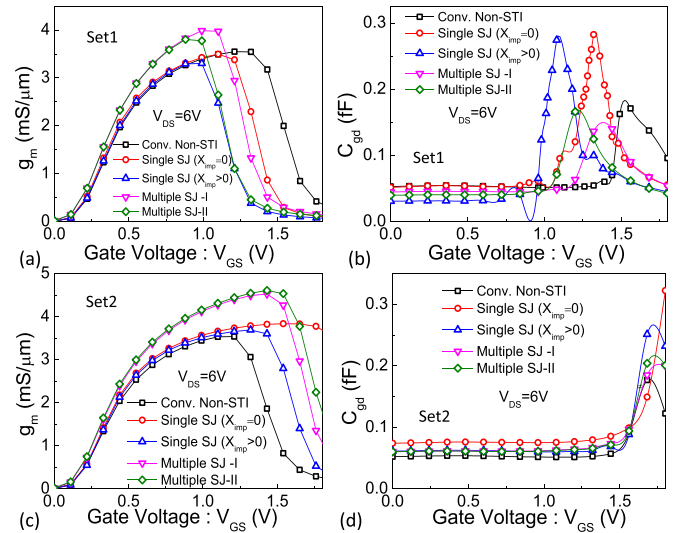 Set1
g_m (mS/μm)
4
3
2
1
0
V_DS=6V
Conv. Non-STI
Single SJ (X_imp=0)
Single SJ (X_imp>0)
Multiple SJ -I
Multiple SJ-II
0.0 0.5 1.0 1.5
(a) Gate Voltage : V_GS (V)
C_gd (fF)
0.3
0.2
0.1
0.0
Conv. Non-STI
Single SJ (X_imp=0)
Single SJ (X_imp>0)
Multiple SJ -I
Multiple SJ-II
V_DS=6V
Set1
0.0 0.5 1.0 1.5
(b) Gate Voltage : V_GS (V)
Set2
g_m (mS/μm)
5
4
3
2
1
0
V_DS=6V
Conv. Non-STI
Single SJ (X_imp=0)
Single SJ (X_imp>0)
Multiple SJ -I
Multiple SJ-II
0.0 0.5 1.0 1.5
(c) Gate Voltage : V_GS (V)
C_gd (fF)
0.3
0.2
0.1
0.0
Conv. Non-STI
Single SJ (X_imp=0)
Single SJ (X_imp>0)
Multiple SJ -I
Multiple SJ-II
V_DS=6V
Set2
0.0 0.5 1.0 1.5
(d) Gate Voltage : V_GS (V)